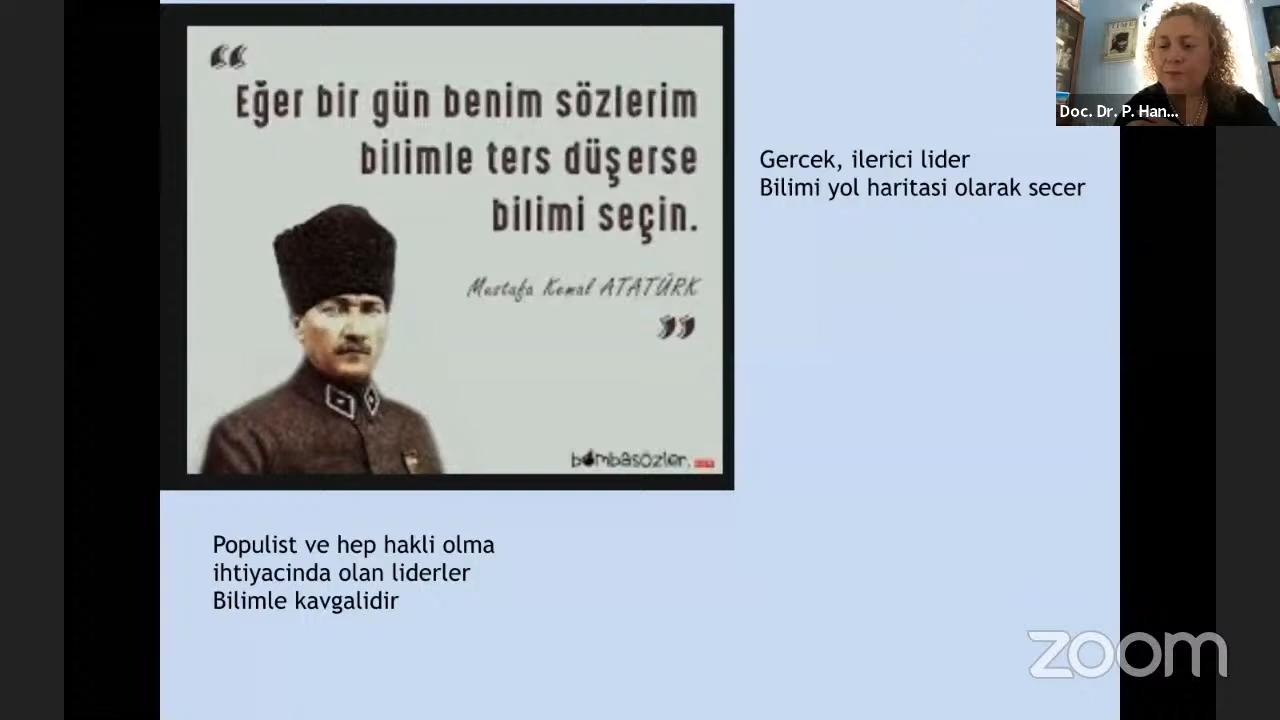 Eğer bir gün benim sözlerim
bilimle ters düşerse
bilimi seçin.
Mustafa Kemal ATATÜRK
bombasözler.
Gercek, ilerici lider
Bilimi yol haritasi olarak secer
Populist ve hep hakli olma
ihtiyacinda olan liderler
Bilimle kavgalidir
TIME
Doc. Dr. P. Han...
zoom